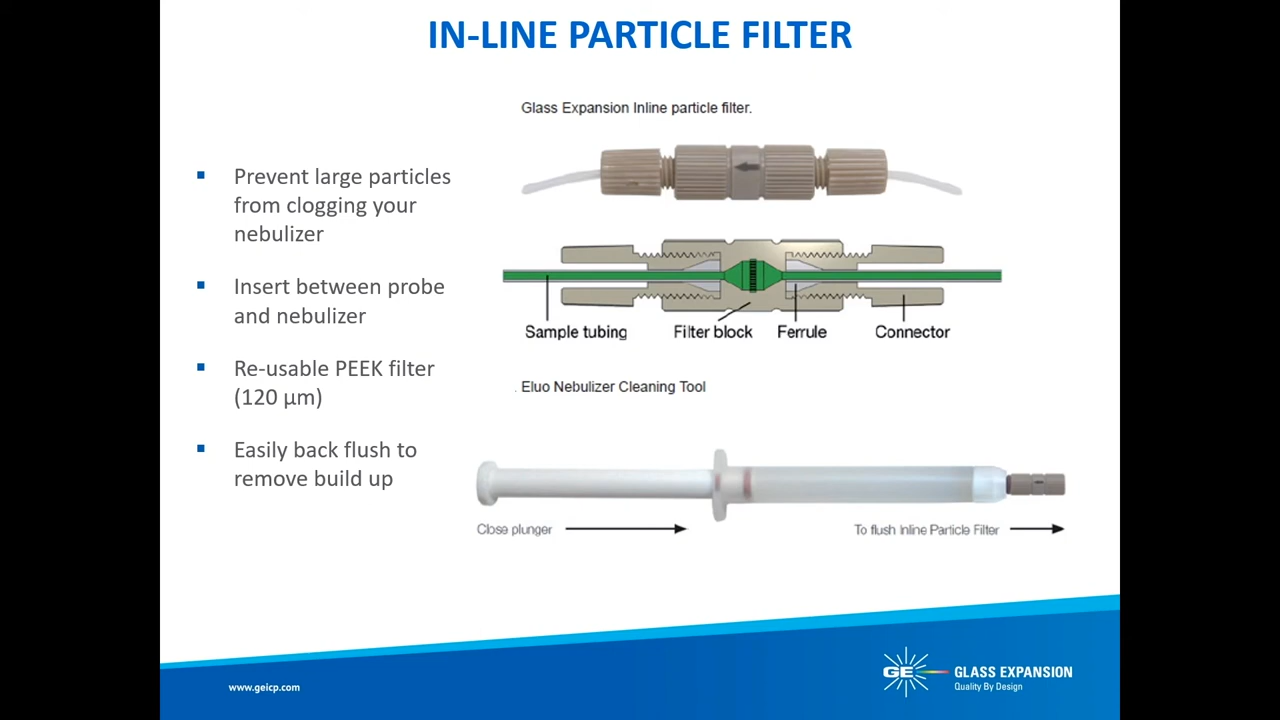 IN-LINE PARTICLE FILTER
Glass Expansion Inline particle filter.
Prevent large particles
from clogging your
nebulizer
Insert between probe
and nebulizer
Re-usable PEEK filter
(120 µm)
Easily back flush to
remove build up
Sample tubing
Filter block
Ferrule
Connector
. Eluo Nebulizer Cleaning Tool
Close plunger
To flush Inline Particle Filter
www.geicp.com
GE
GLASS EXPANSION
Quality By Design